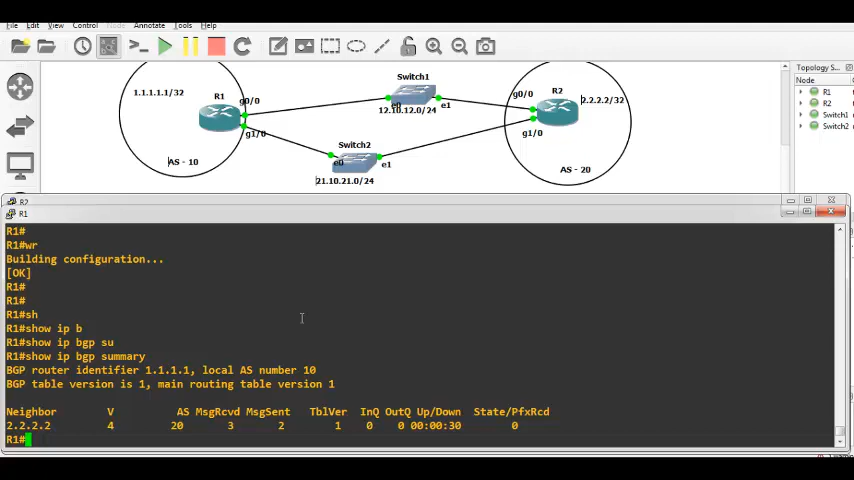 File Edit View Control Annotate Tools Help
Topology S
Node
R1
R2
Switch1
Switch2
1.1.1.1/32
R1
g0/0
g1/0
AS - 10
Switch1
e0
e1
12.10.12.0/24
Switch2
e0
e1
21.10.21.0/24
R2
g0/0
g1/0
2.2.2.2/32
AS - 20
R2
R1
R1#
R1#wr
Building configuration...
[OK]
R1#
R1#
R1#sh
R1#show ip b
R1#show ip bgp su
R1#show ip bgp summary
BGP router identifier 1.1.1.1, local AS number 10
BGP table version is 1, main routing table version 1
Neighbor V AS MsgRcvd MsgSent TblVer InQ OutQ Up/Down State/PfxRcd
2.2.2.2 4 20 3 2 1 0 0 00:00:30 0
R1#